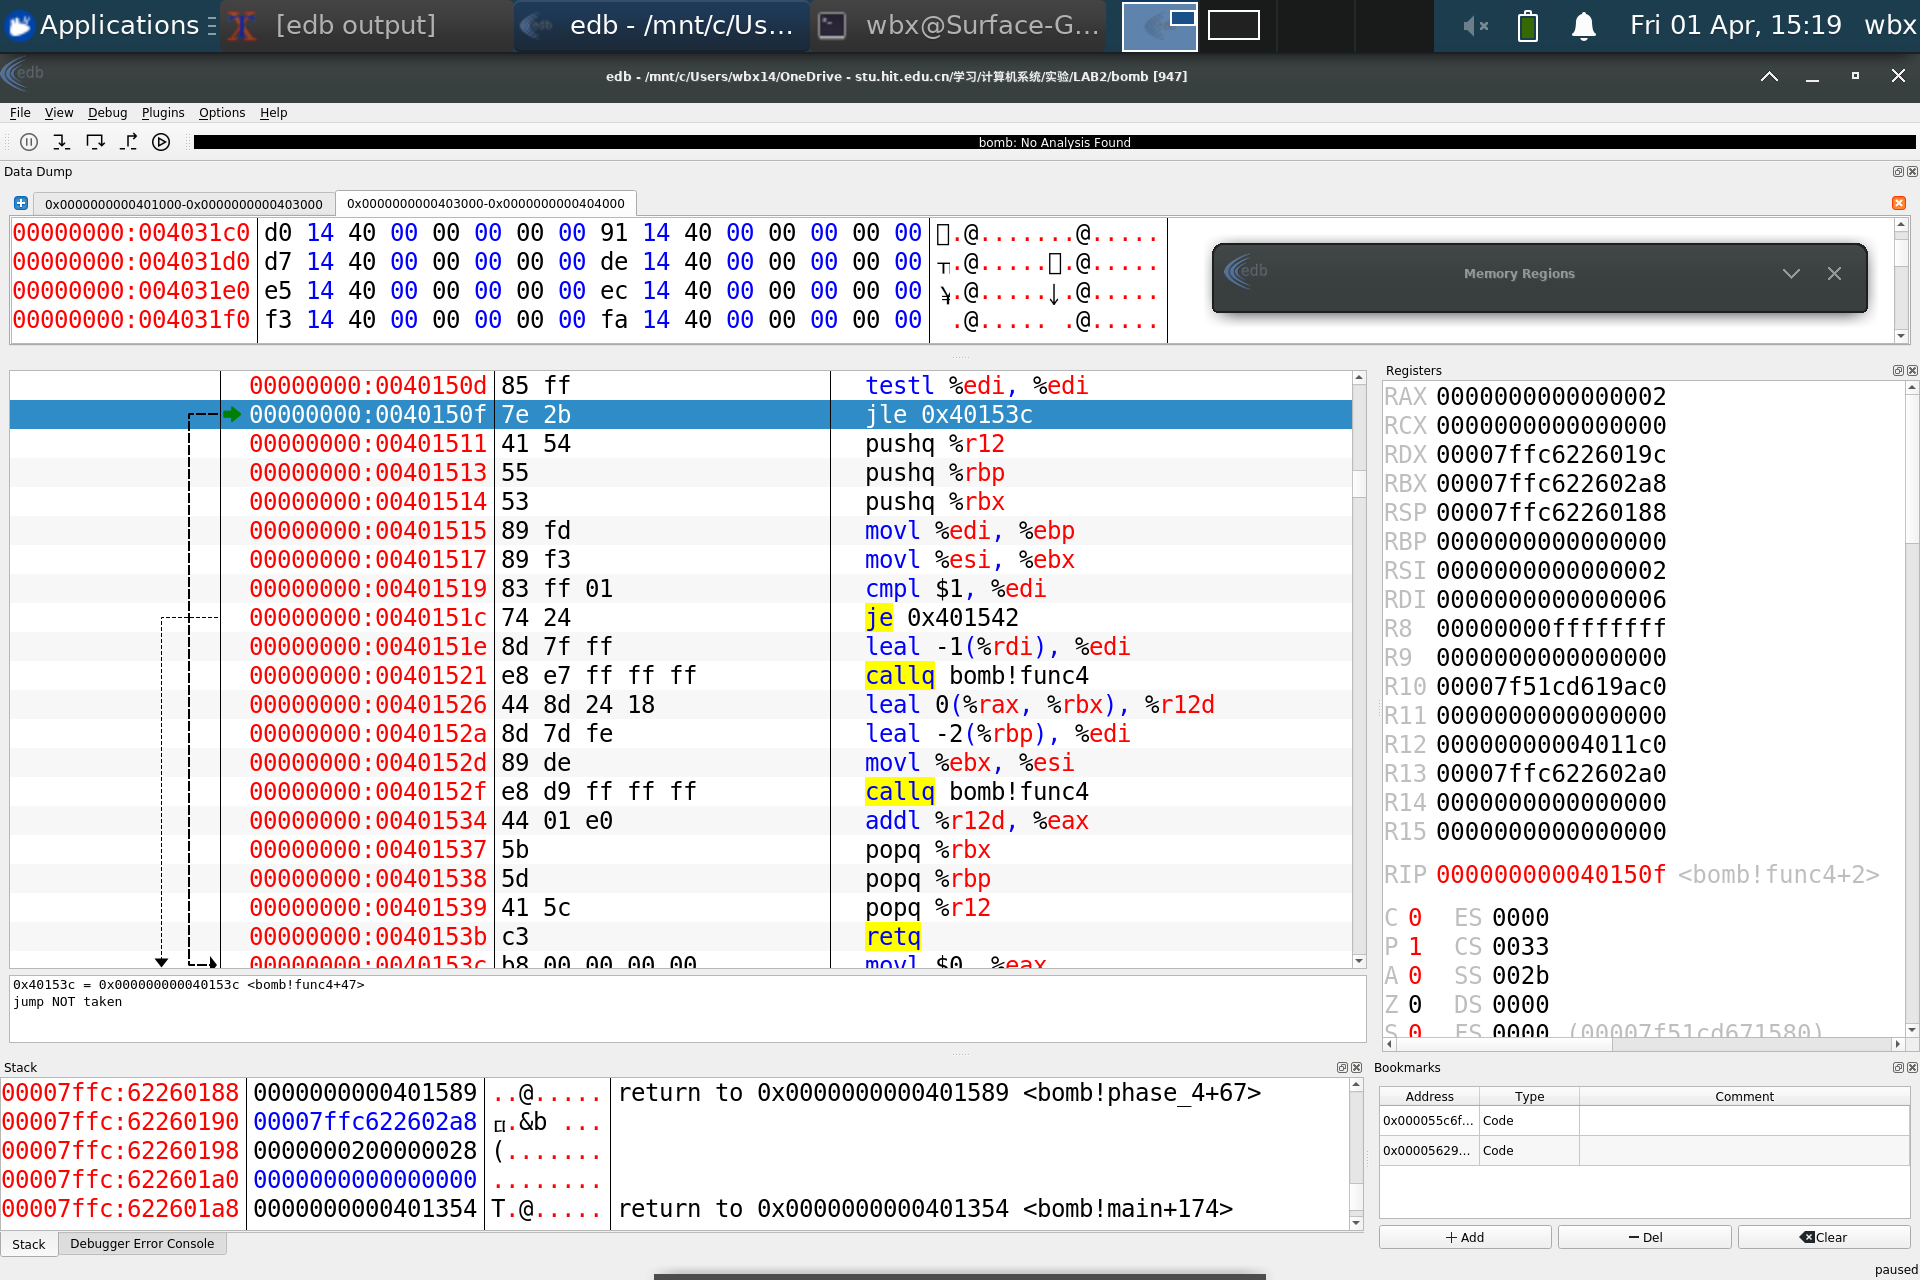 Applications
[edb output]
edb - /mnt/c/Us...
wbx@Surface-G...
Fri 01 Apr, 15:19 wbx
edb
edb - /mnt/c/Users/wbx14/OneDrive - stu.hit.edu.cn/学习/计算机系统/实验/LAB2/bomb [947]
File View Debug Plugins Options Help
bomb: No Analysis Found
Data Dump
0x0000000000401000-0x0000000000403000
0x0000000000403000-0x0000000000404000
00000000:004031c0 d0 14 40 00 00 00 00 00 91 14 40 00 00 00 00 00 .@.......@.....
00000000:004031d0 d7 14 40 00 00 00 00 00 de 14 40 00 00 00 00 00 .@..... .@.....
00000000:004031e0 e5 14 40 00 00 00 00 00 ec 14 40 00 00 00 00 00 .@.....↓.@.....
00000000:004031f0 f3 14 40 00 00 00 00 00 fa 14 40 00 00 00 00 00 .@..... .@.....
edb
Memory Regions
00000000:0040150d 85 ff testl %edi, %edi
00000000:0040150f 7e 2b jle 0x40153c
00000000:00401511 41 54 pushq %r12
00000000:00401513 55 pushq %rbp
00000000:00401514 53 pushq %rbx
00000000:00401515 89 fd movl %edi, %ebp
00000000:00401517 89 f3 movl %esi, %ebx
00000000:00401519 83 ff 01 cmpl $1, %edi
00000000:0040151c 74 24 je 0x401542
00000000:0040151e 8d 7f ff leal -1(%rdi), %edi
00000000:00401521 e8 e7 ff ff ff callq bomb!func4
00000000:00401526 44 8d 24 18 leal 0(%rax, %rbx), %r12d
00000000:0040152a 8d 7d fe leal -2(%rbp), %edi
00000000:0040152d 89 de movl %ebx, %esi
00000000:0040152f e8 d9 ff ff ff callq bomb!func4
00000000:00401534 44 01 e0 addl %r12d, %eax
00000000:00401537 5b popq %rbx
00000000:00401538 5d popq %rbp
00000000:00401539 41 5c popq %r12
00000000:0040153b c3 retq
00000000:0040153c b8 00 00 00 00 movl $0, %eax
0x40153c = 0x000000000040153c <bomb!func4+47>
jump NOT taken
Registers
RAX 0000000000000002
RCX 0000000000000000
RDX 00007ffc6226019c
RBX 00007ffc622602a8
RSP 00007ffc62260188
RBP 0000000000000000
RSI 0000000000000002
RDI 0000000000000006
R8 00000000ffffffff
R9 0000000000000000
R10 00007f51cd619ac0
R11 0000000000000000
R12 00000000004011c0
R13 00007ffc622602a0
R14 0000000000000000
R15 0000000000000000
RIP 000000000040150f <bomb!func4+2>
C 0 ES 0000
P 1 CS 0033
A 0 SS 002b
Z 0 DS 0000
S 0 FS 0000 (00007f51cd671580)
Stack
00007ffc:62260188 0000000000401589 ..@..... return to 0x0000000000401589 <bomb!phase_4+67>
00007ffc:62260190 00007ffc622602a8 .&b ...
00007ffc:62260198 0000000200000028 (.......
00007ffc:622601a0 0000000000000000 ........
00007ffc:622601a8 0000000000401354 T.@..... return to 0x0000000000401354 <bomb!main+174>
Stack
Debugger Error Console
Bookmarks
Address Type Comment
0x000055c6f... Code
0x00005629... Code
Add
Del
Clear
paused